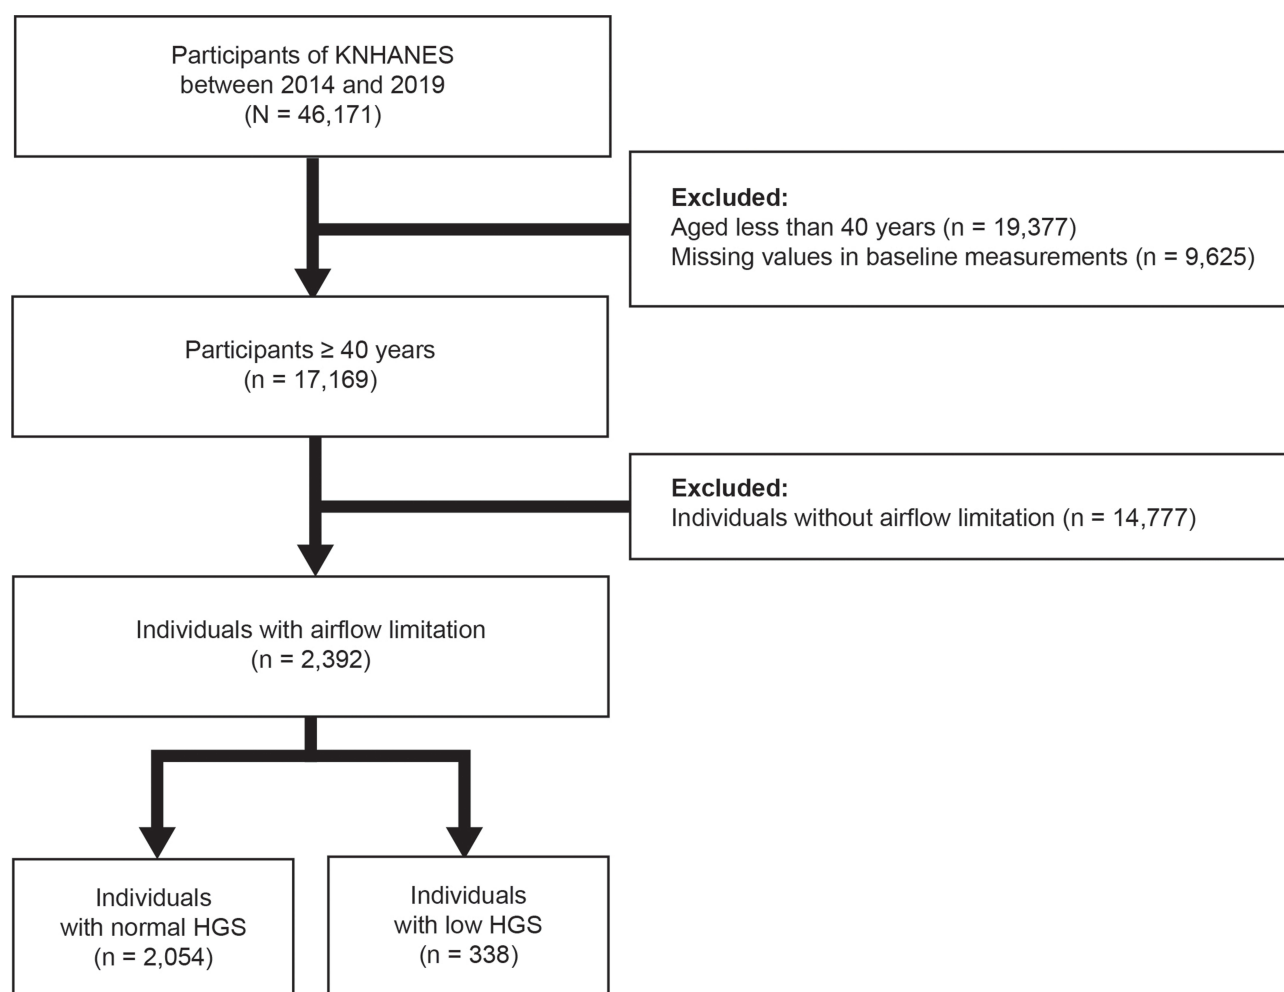 Participants of KNHANES
between 2014 and 2019
(N = 46,171)
Excluded:
Aged less than 40 years (n = 19,377)
Missing values in baseline measurements (n = 9,625)
Participants ≥ 40 years
(n = 17,169)
Excluded:
Individuals without airflow limitation (n = 14,777)
Individuals with airflow limitation
(n = 2,392)
Individuals
with normal HGS
(n = 2,054)
Individuals
with low HGS
(n = 338)